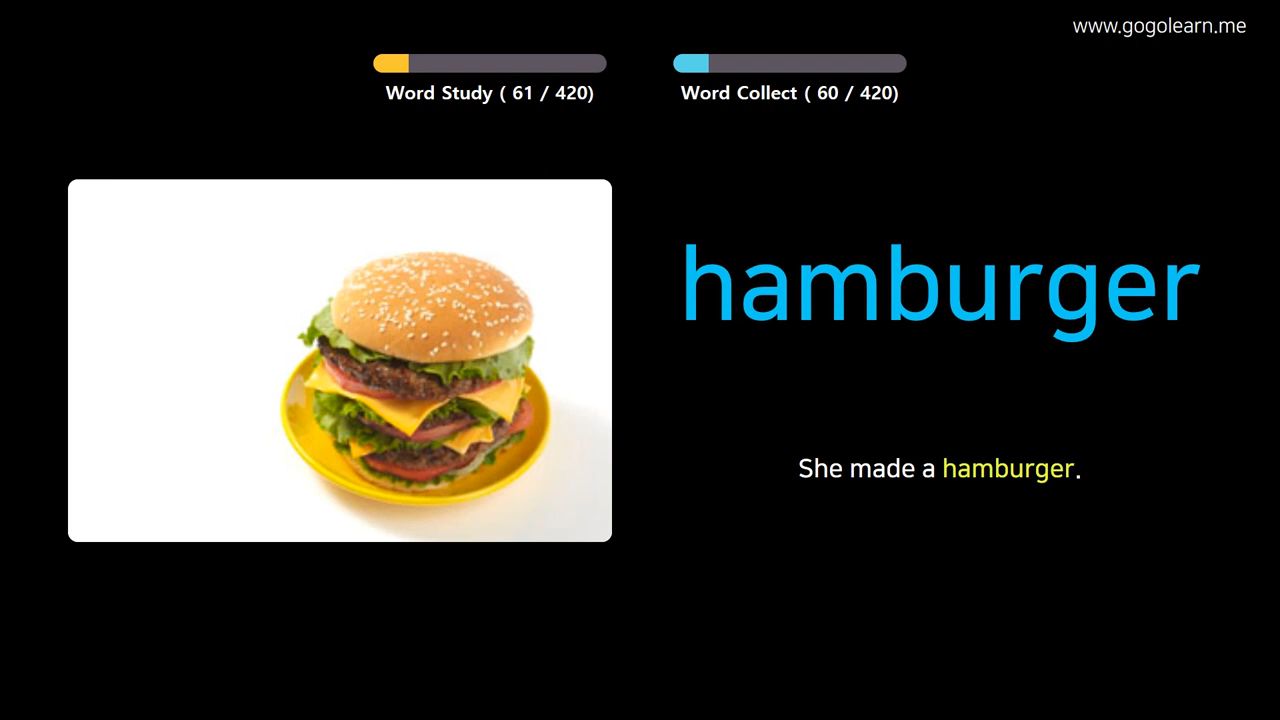 www.gogolearn.me
Word Study ( 61 / 420)
Word Collect ( 60 / 420)
hamburger
She made a hamburger.